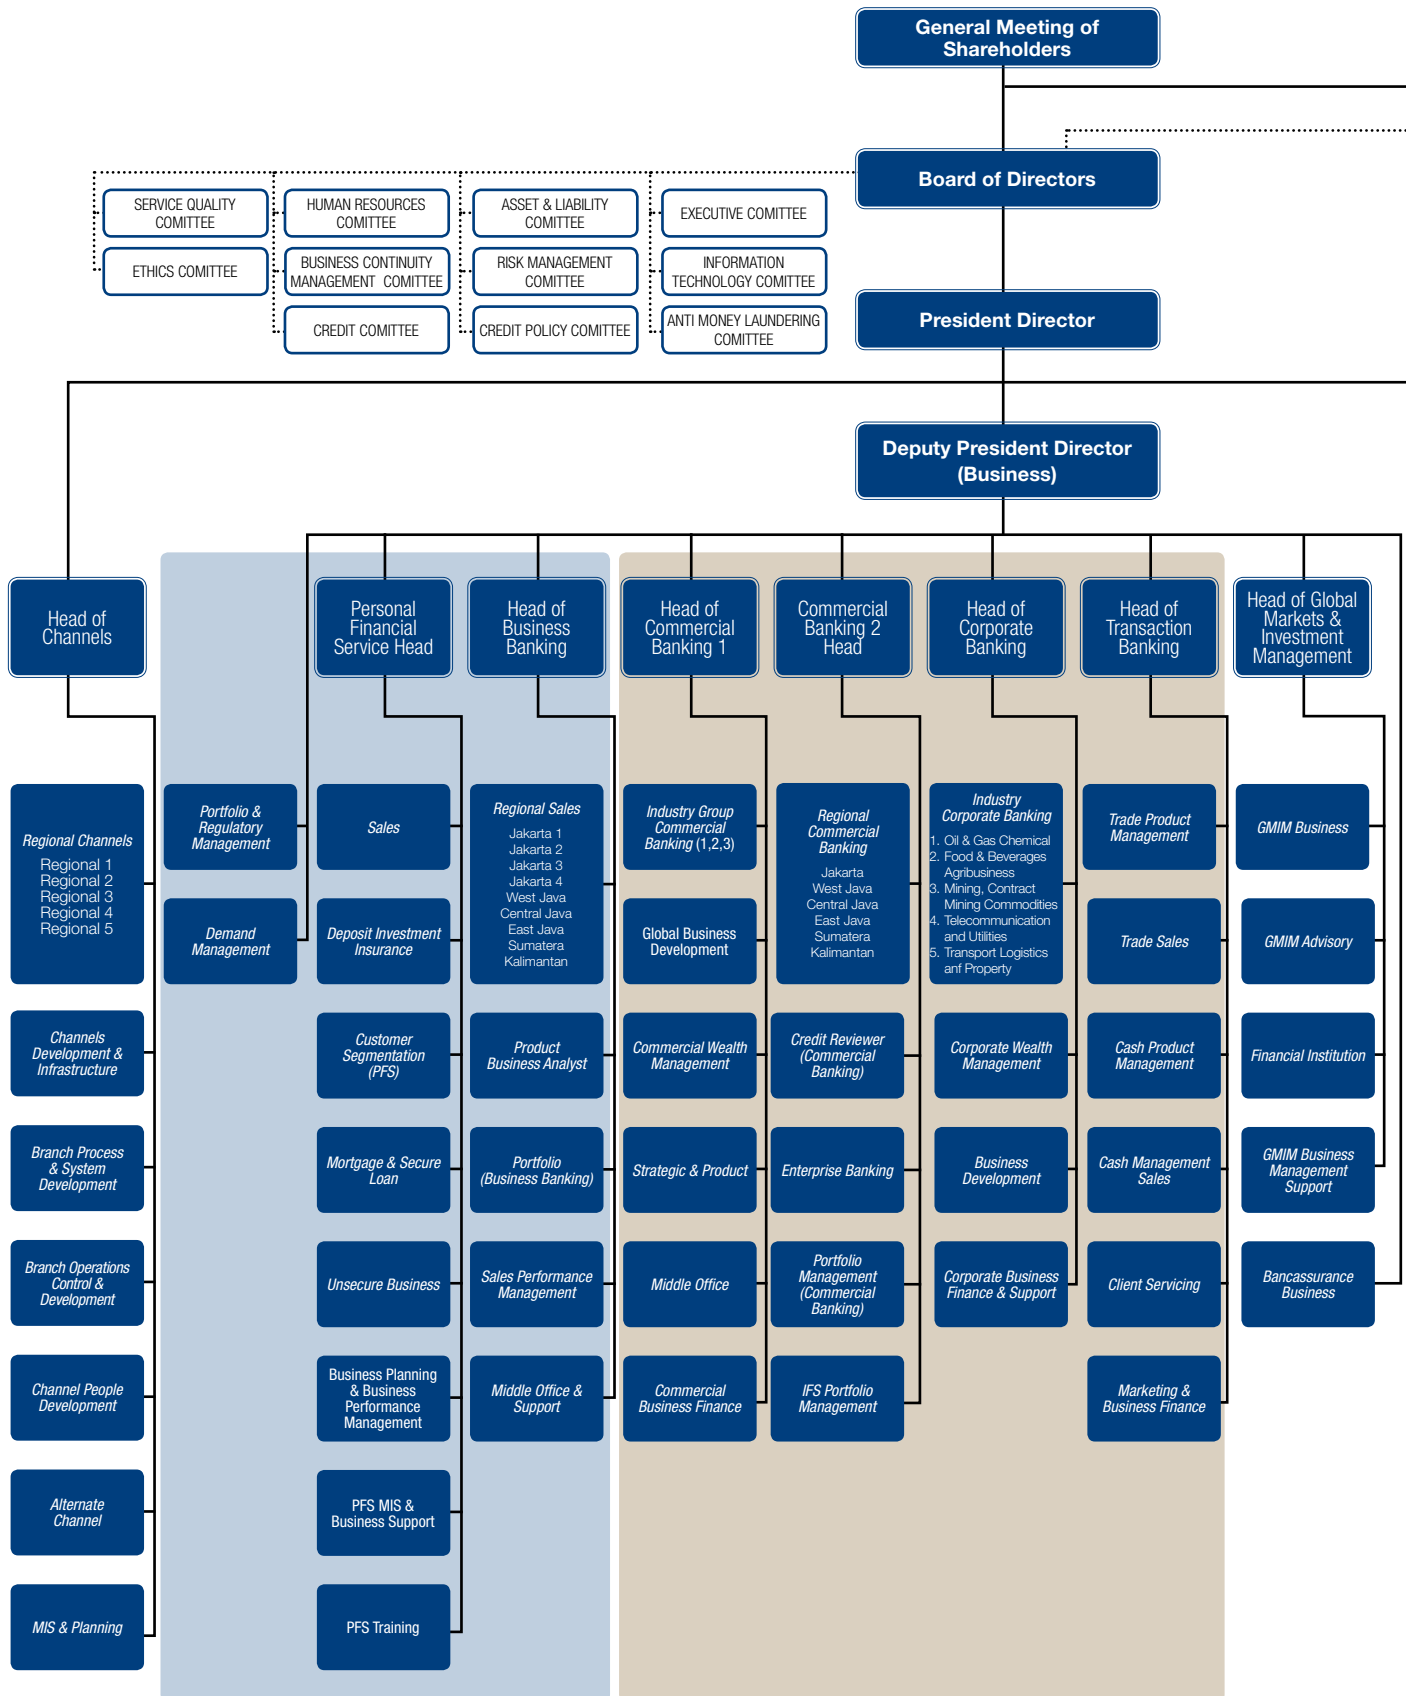 General Meeting of
Shareholders
Board of Directors
SERVICE QUALITY
COMITTEE
HUMAN RESOURCES
COMITTEE
ASSET & LIABILITY
COMITTEE
EXECUTIVE COMITTEE
ETHICS COMITTEE
BUSINESS CONTINUITY
MANAGEMENT COMITTEE
RISK MANAGEMENT
COMITTEE
INFORMATION
TECHNOLOGY COMITTEE
CREDIT COMITTEE
CREDIT POLICY COMITTEE
ANTI MONEY LAUNDERING
COMITTEE
President Director
Deputy President Director
(Business)
Head of
Channels
Personal
Financial
Service Head
Head of
Business
Banking
Head of
Commercial
Banking 1
Commercial
Banking 2
Head
Head of
Corporate
Banking
Head of
Transaction
Banking
Head of Global
Markets &
Investment
Management
Regional Channels
Regional 1
Regional 2
Regional 3
Regional 4
Regional 5
Channels
Development &
Infrastructure
Branch Process
& System
Development
Branch Operations
Control &
Development
Channel People
Development
Alternate
Channel
MIS & Planning
Portfolio &
Regulatory
Management
Demand
Management
Sales
Deposit Investment
Insurance
Customer
Segmentation
(PFS)
Mortgage & Secure
Loan
Unsecure Business
Business Planning
& Business
Performance
Management
PFS MIS &
Business Support
PFS Training
Regional Sales
Jakarta 1
Jakarta 2
Jakarta 3
Jakarta 4
West Java
Central Java
East Java
Sumatera
Kalimantan
Product
Business Analyst
Portfolio
(Business Banking)
Sales Performance
Management
Middle Office &
Support
Industry Group
Commercial
Banking (1,2,3)
Global Business
Development
Commercial Wealth
Management
Strategic & Product
Middle Office
Commercial
Business Finance
Regional
Commercial
Banking
Jakarta
West Java
Central Java
East Java
Sumatera
Kalimantan
Credit Reviewer
(Commercial
Banking)
Enterprise Banking
Portfolio
Management
(Commercial
Banking)
IFS Portfolio
Management
Industry
Corporate Banking
1. Oil & Gas Chemical
2. Food & Beverages
Agribusiness
3. Mining, Contract
Mining Commodities
4. Telecommunication
and Utilities
5. Transport Logistics
anf Property
Corporate Wealth
Management
Business
Development
Corporate Business
Finance & Support
Trade Product
Management
Trade Sales
Cash Product
Management
Cash Management
Sales
Client Servicing
Marketing &
Business Finance
GMIM Business
GMIM Advisory
Financial Institution
GMIM Business
Management
Support
Bancassurance
Business